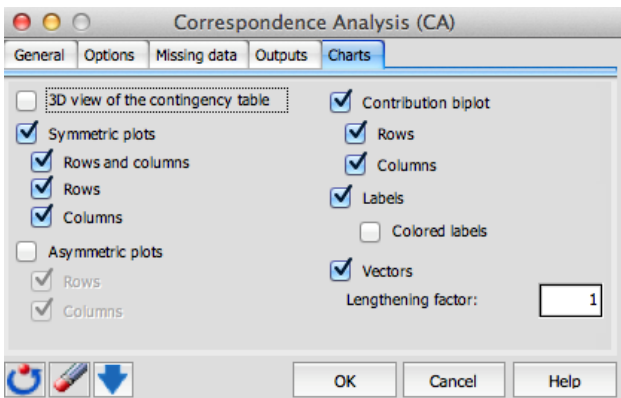 Correspondence Analysis (CA)
General Options Missing data Outputs Charts
3D view of the contingency table
Symmetric plots
Rows and columns
Rows
Columns
Asymmetric plots
Rows
Columns
Contribution biplot
Rows
Columns
Labels
Colored labels
Vectors
Lengthening factor: 1
OK Cancel Help